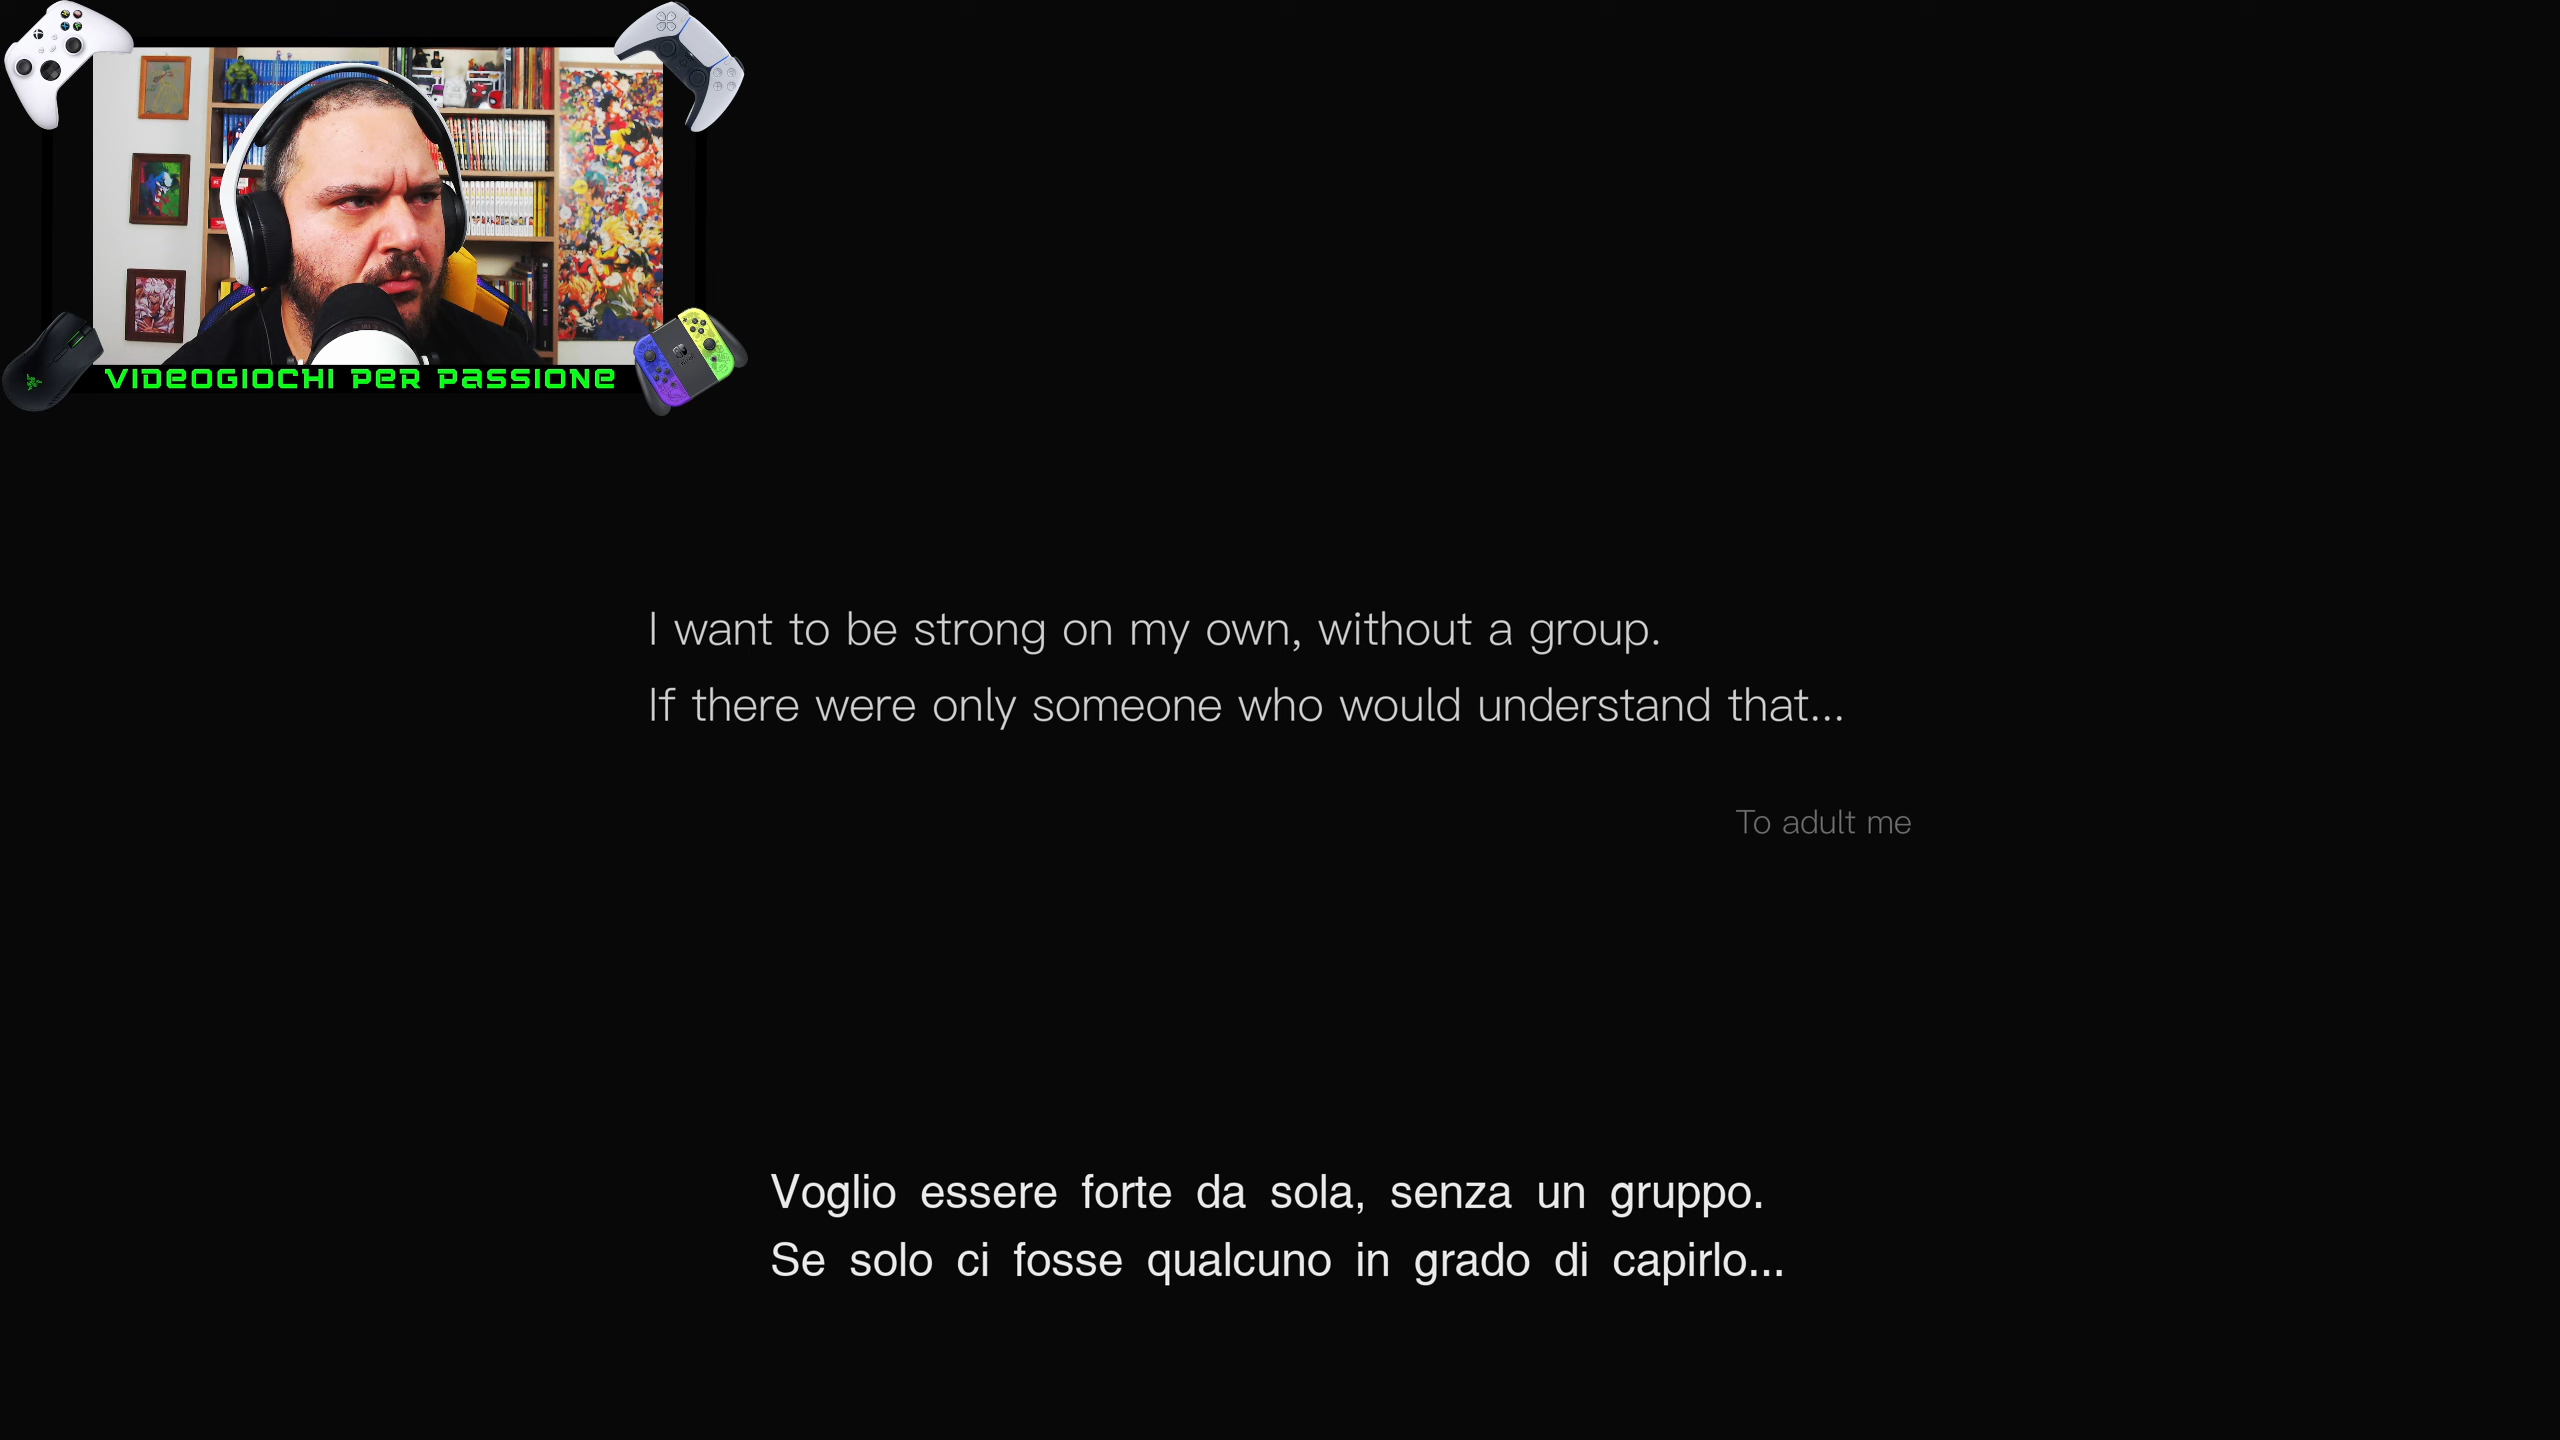 VIDEOGIOCHI PER PASSIONE
I want to be strong on my own, without a group.
If there were only someone who would understand that...
To adult me
Voglio essere forte da sola, senza un gruppo.
Se solo ci fosse qualcuno in grado di capirlo...